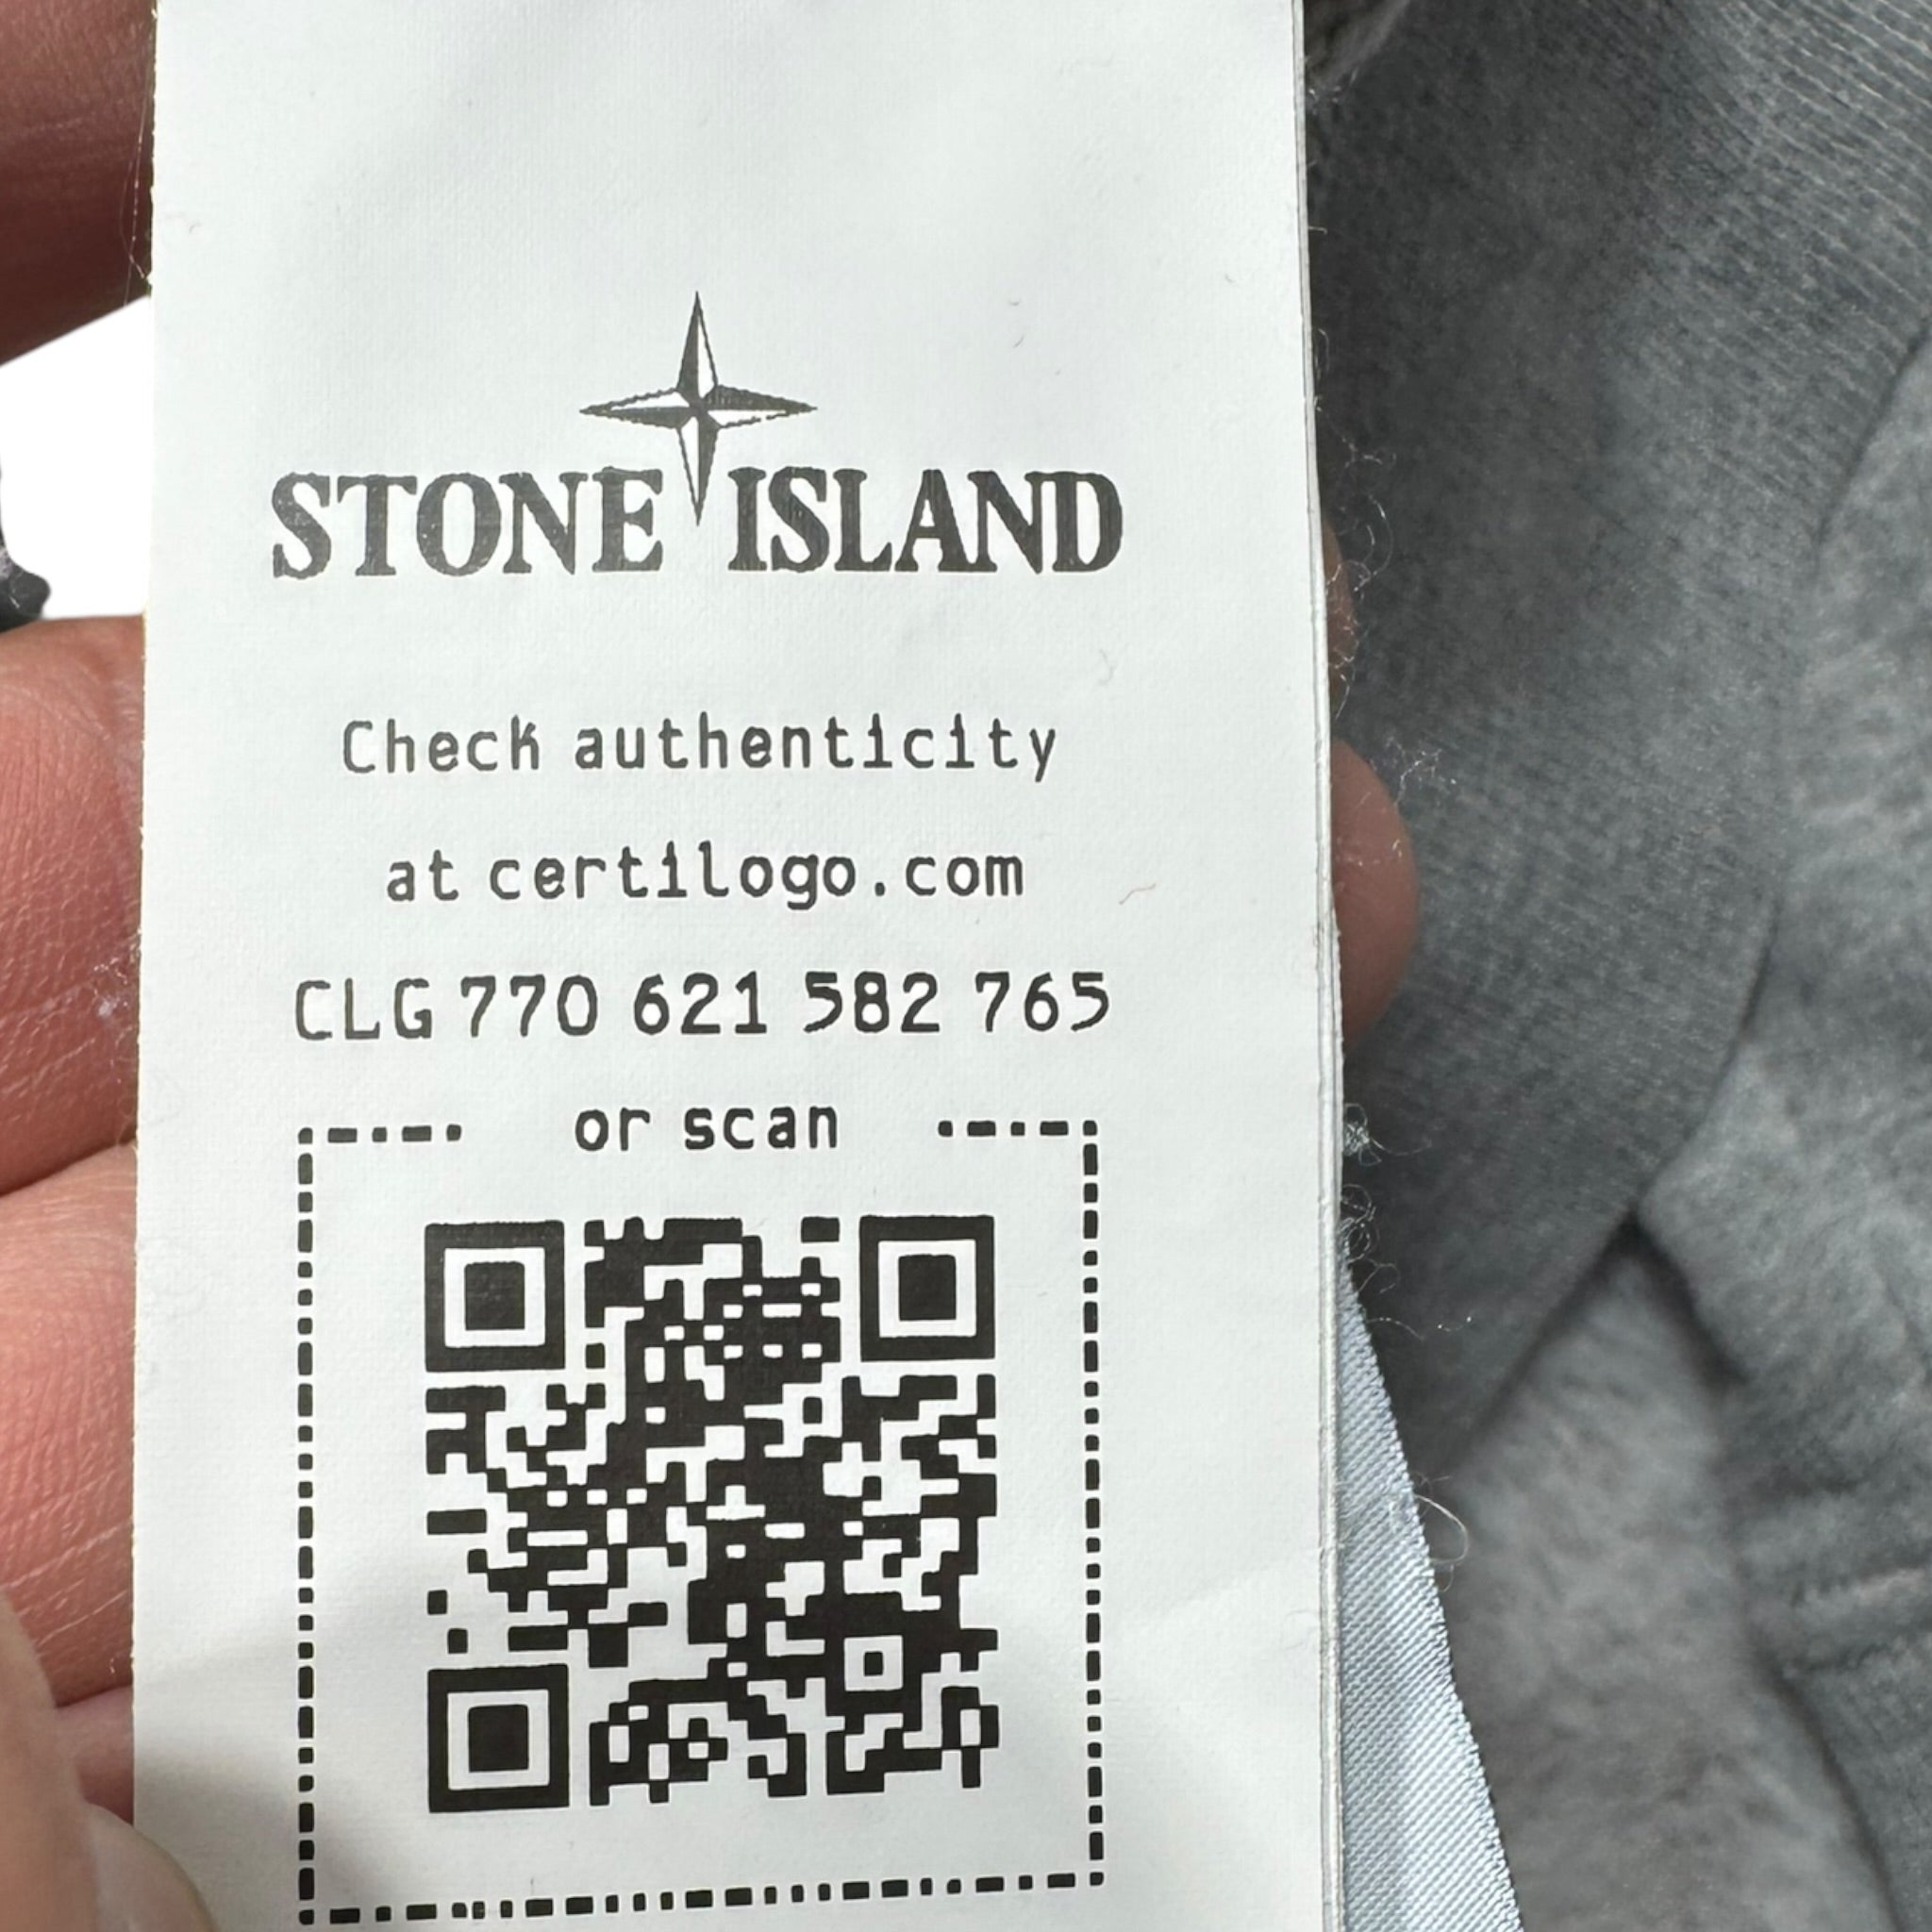 STONE ISLAND
Check authenticity
at certilogo.com
CLG 770 621 582 765
or scan